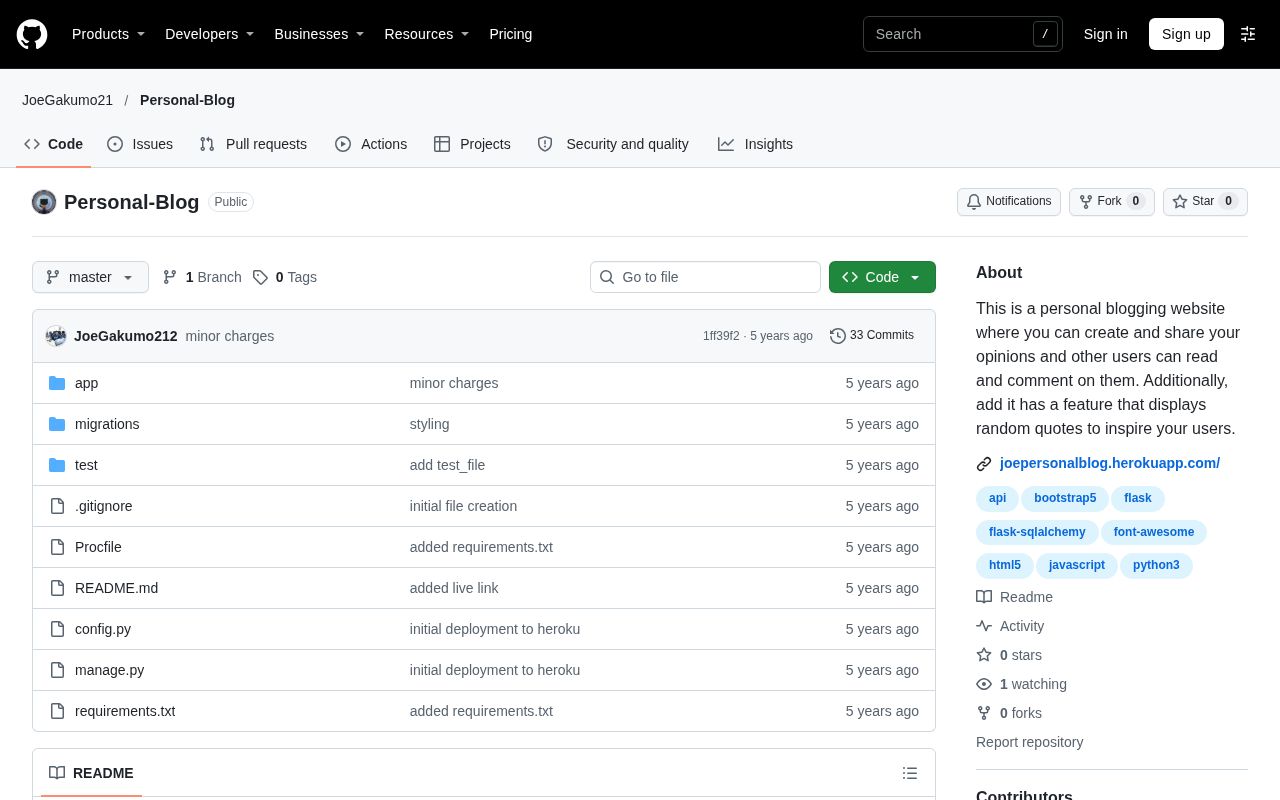 Products Developers Businesses Resources Pricing Search / Sign in Sign up
JoeGakumo21 / Personal-Blog
Code Issues Pull requests Actions Projects Security and quality Insights
Personal-Blog Public Notifications Fork 0 Star 0
master 1 Branch 0 Tags Go to file Code
JoeGakumo212 minor charges 1ff39f2 · 5 years ago 33 Commits
app minor charges 5 years ago
migrations styling 5 years ago
test add test_file 5 years ago
.gitignore initial file creation 5 years ago
Procfile added requirements.txt 5 years ago
README.md added live link 5 years ago
config.py initial deployment to heroku 5 years ago
manage.py initial deployment to heroku 5 years ago
requirements.txt added requirements.txt 5 years ago
README
About
This is a personal blogging website
where you can create and share your
opinions and other users can read
and comment on them. Additionally,
add it has a feature that displays
random quotes to inspire your users.
joepersonalblog.herokuapp.com/
api bootstrap5 flask
flask-sqlalchemy font-awesome
html5 javascript python3
Readme
Activity
0 stars
1 watching
0 forks
Report repository
Contributors